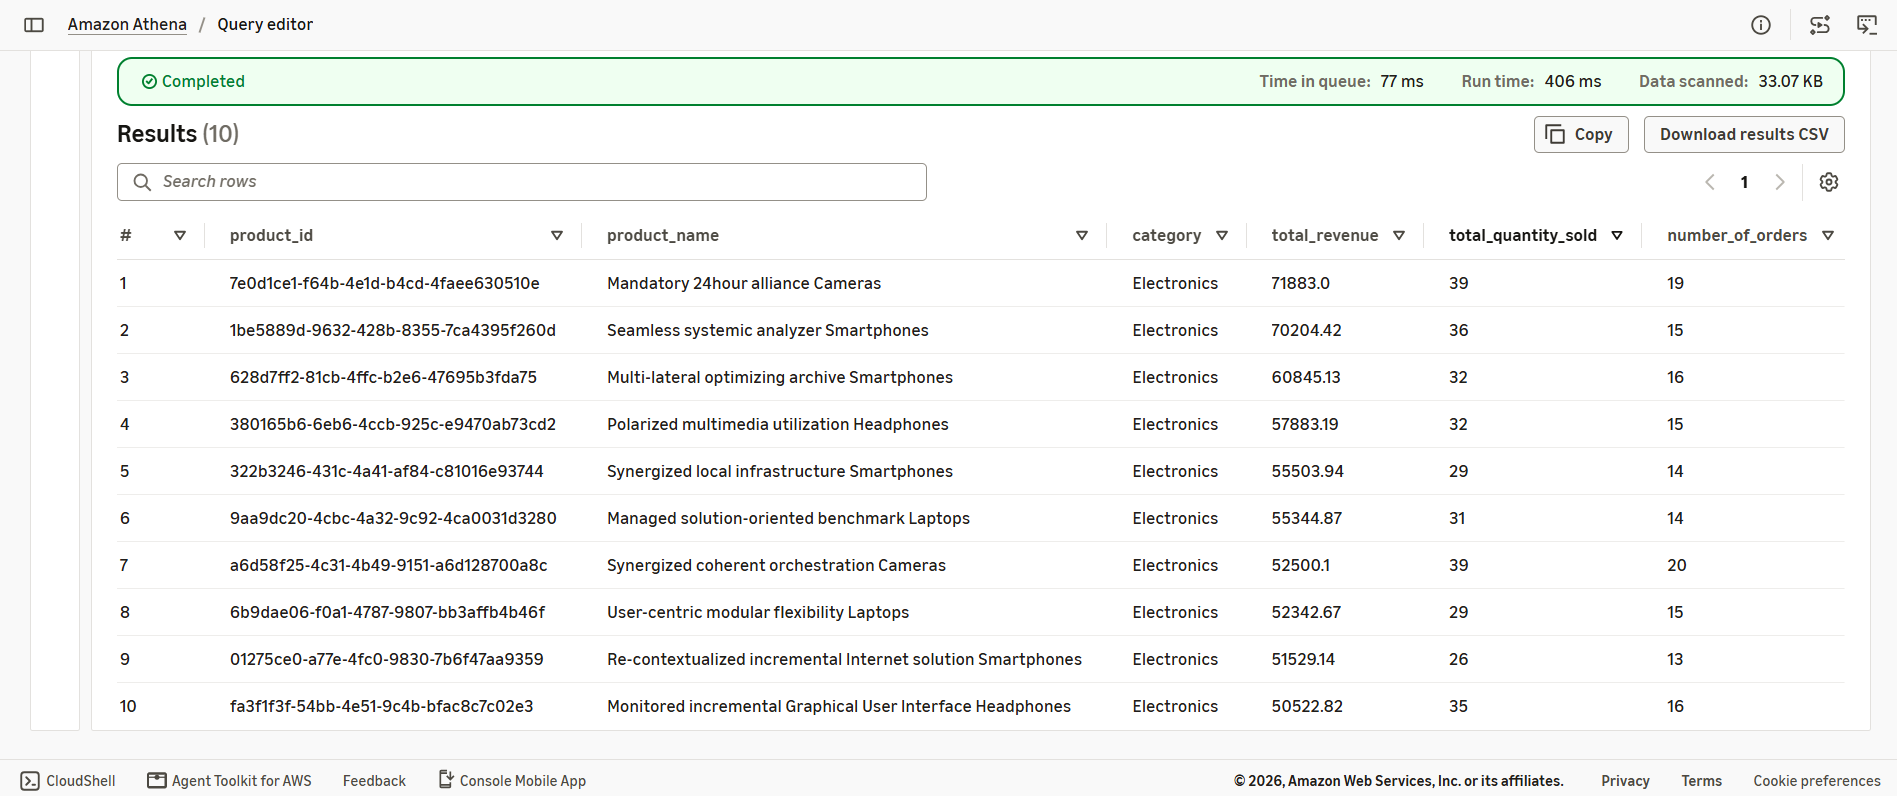 Amazon Athena / Query editor
Completed Time in queue: 77 ms Run time: 406 ms Data scanned: 33.07 KB
Results (10) Copy Download results CSV
Search rows 1
# product_id product_name category total_revenue total_quantity_sold number_of_orders
1 7e0d1ce1-f64b-4e1d-b4cd-4faee630510e Mandatory 24hour alliance Cameras Electronics 71883.0 39 19
2 1be5889d-9632-428b-8355-7ca4395f260d Seamless systemic analyzer Smartphones Electronics 70204.42 36 15
3 628d7ff2-81cb-4ffc-b2e6-47695b3fda75 Multi-lateral optimizing archive Smartphones Electronics 60845.13 32 16
4 380165b6-6eb6-4ccb-925c-e9470ab73cd2 Polarized multimedia utilization Headphones Electronics 57883.19 32 15
5 322b3246-431c-4a41-af84-c81016e93744 Synergized local infrastructure Smartphones Electronics 55503.94 29 14
6 9aa9dc20-4cbc-4a32-9c92-4ca0031d3280 Managed solution-oriented benchmark Laptops Electronics 55344.87 31 14
7 a6d58f25-4c31-4b49-9151-a6d128700a8c Synergized coherent orchestration Cameras Electronics 52500.1 39 20
8 6b9dae06-f0a1-4787-9807-bb3affb4b46f User-centric modular flexibility Laptops Electronics 52342.67 29 15
9 01275ce0-a77e-4fc0-9830-7b6f47aa9359 Re-contextualized incremental Internet solution Smartphones Electronics 51529.14 26 13
10 fa3f1f3f-54bb-4e51-9c4b-bfac8c7c02e3 Monitored incremental Graphical User Interface Headphones Electronics 50522.82 35 16
CloudShell Agent Toolkit for AWS Feedback Console Mobile App © 2026, Amazon Web Services, Inc. or its affiliates. Privacy Terms Cookie preferences